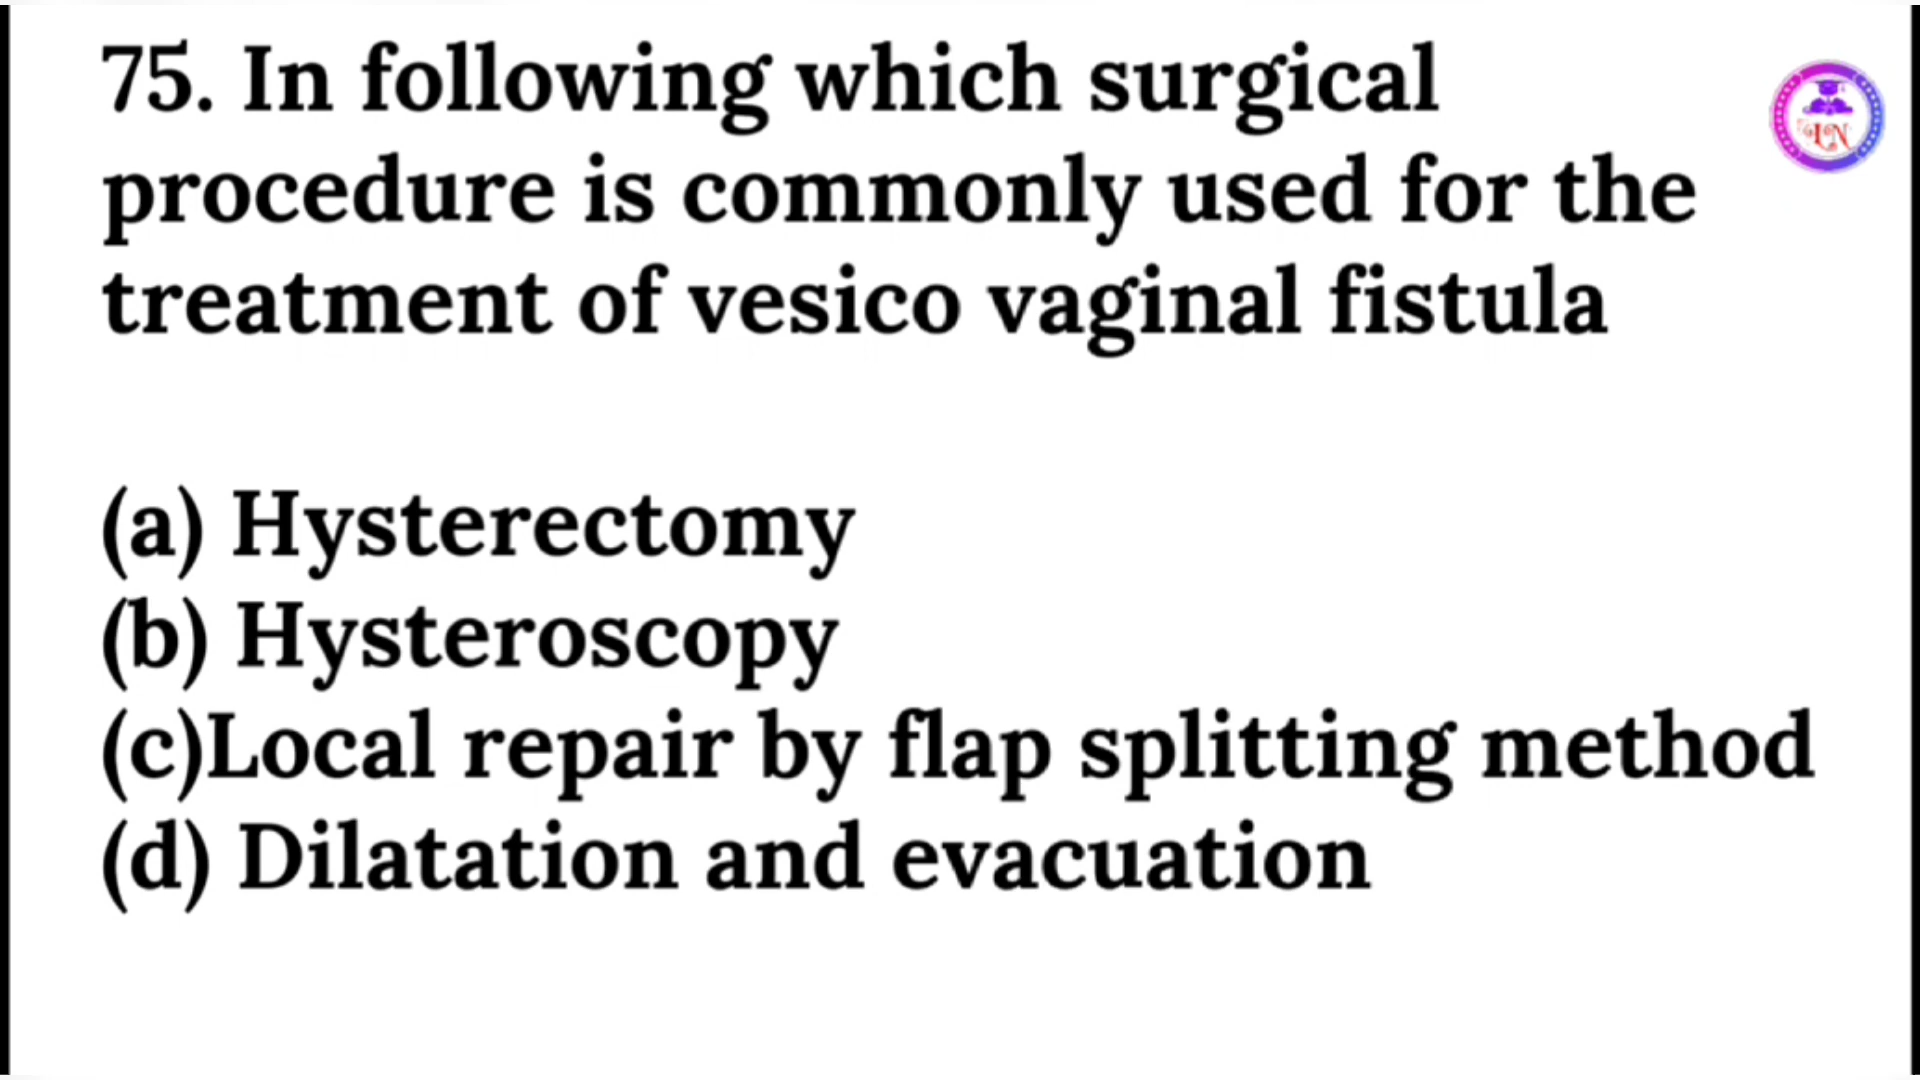 75. In following which surgical
procedure is commonly used for the
treatment of vesico vaginal fistula
(a) Hysterectomy
(b) Hysteroscopy
(c)Local repair by flap splitting method
(d) Dilatation and evacuation